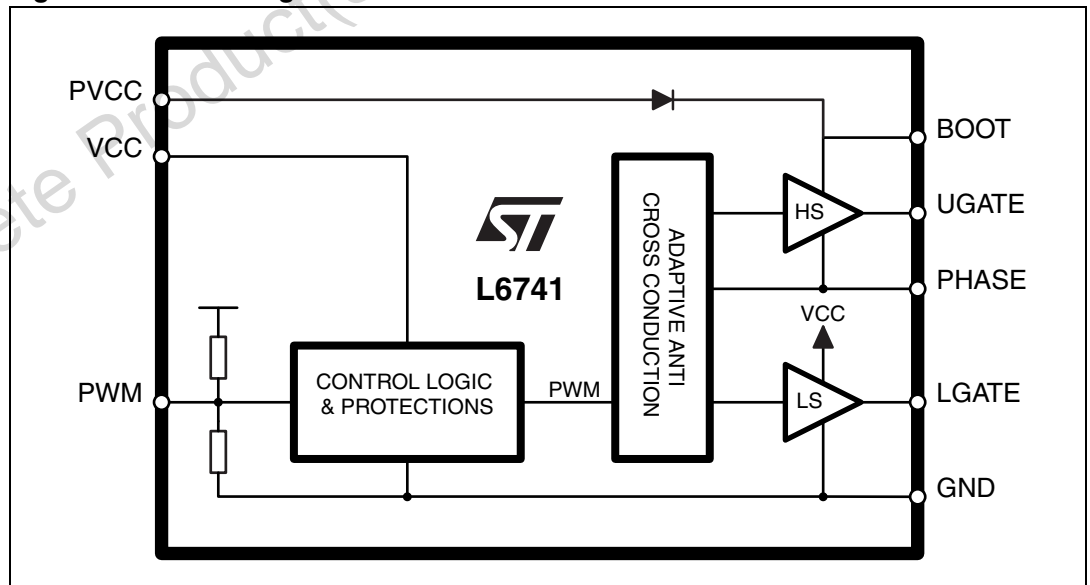 PVCC
VCC
PWM
ST
L6741
CONTROL LOGIC
& PROTECTIONS
PWM
ADAPTIVE ANTI
CROSS CONDUCTION
HS
VCC
LS
BOOT
UGATE
PHASE
LGATE
GND